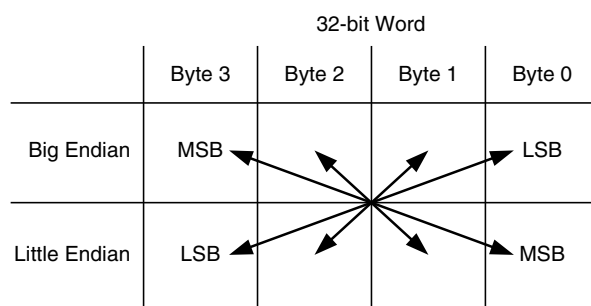 32-bit Word
Byte 3 Byte 2 Byte 1 Byte 0
Big Endian MSB LSB
Little Endian LSB MSB